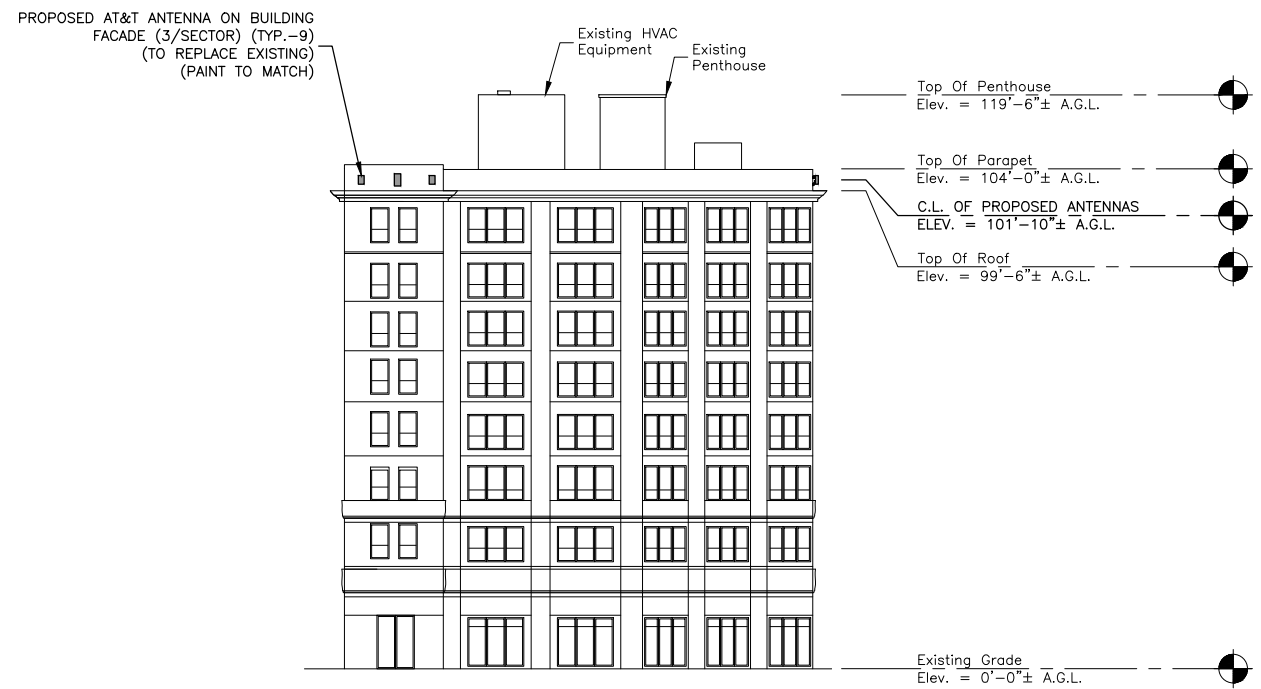 PROPOSED AT&T ANTENNA ON BUILDING
FACADE (3/SECTOR) (TYP.-9)
(TO REPLACE EXISTING)
(PAINT TO MATCH)
Existing HVAC
Equipment
Existing
Penthouse
Top Of Penthouse
Elev. = 119'-6"± A.G.L.
Top Of Parapet
Elev. = 104'-0"± A.G.L.
C.L. OF PROPOSED ANTENNAS
ELEV. = 101'-10"± A.G.L.
Top Of Roof
Elev. = 99'-6"± A.G.L.
Existing Grade
Elev. = 0'-0"± A.G.L.